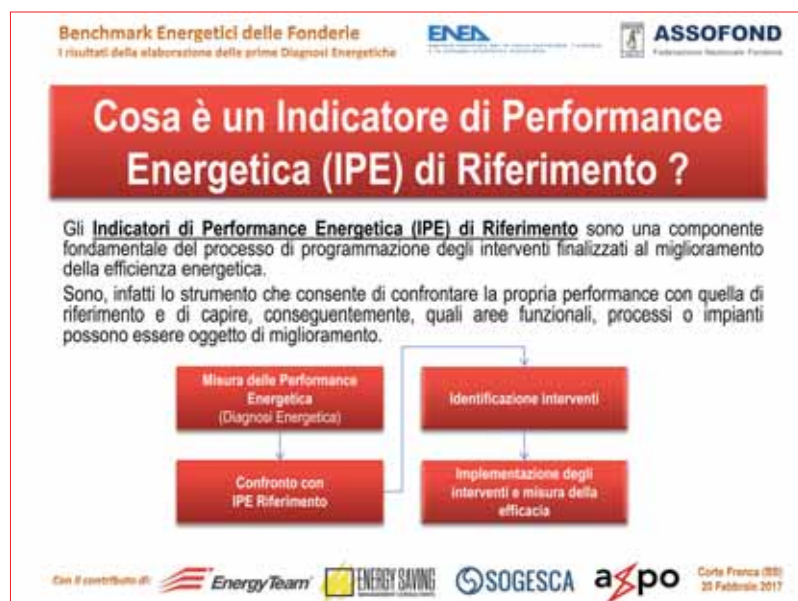 Benchmark Energetici delle Fonderie
I risultati della elaborazione delle prime Diagnosi Energetiche
ENEA
ASSOFOND
Federazione Nazionale Fonderie
Cosa è un Indicatore di Performance
Energetica (IPE) di Riferimento ?
Gli Indicatori di Performance Energetica (IPE) di Riferimento sono una componente
fondamentale del processo di programmazione degli interventi finalizzati al miglioramento
della efficienza energetica.
Sono, infatti lo strumento che consente di confrontare la propria performance con quella di
riferimento e di capire, conseguentemente, quali aree funzionali, processi o impianti
possono essere oggetto di miglioramento.
Misura delle Performance
Energetica
(Diagnosi Energetica)
Confronto con
IPE Riferimento
Identificazione interventi
Implementazione degli
interventi e misura della
efficacia
Con il contributo di:
EnergyTeam
ENERGY SAVING
SOGESCA
axpo
Corte Franca (BS)
20 Febbraio 2017